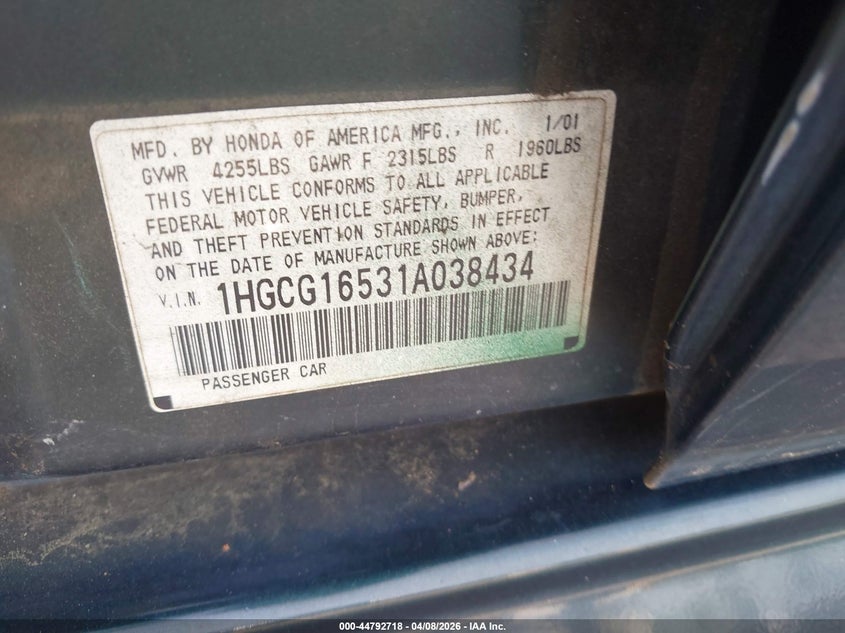 MFD. BY HONDA OF AMERICA MFG., INC. 1/01
GVWR 4255LBS GAWR F 2315LBS R 1960LBS
THIS VEHICLE CONFORMS TO ALL APPLICABLE
FEDERAL MOTOR VEHICLE SAFETY, BUMPER,
AND THEFT PREVENTION STANDARDS IN EFFECT
ON THE DATE OF MANUFACTURE SHOWN ABOVE:
V.I.N. 1HGCG16531A038434
PASSENGER CAR
000-44792718 - 04/08/2026 - IAA Inc.